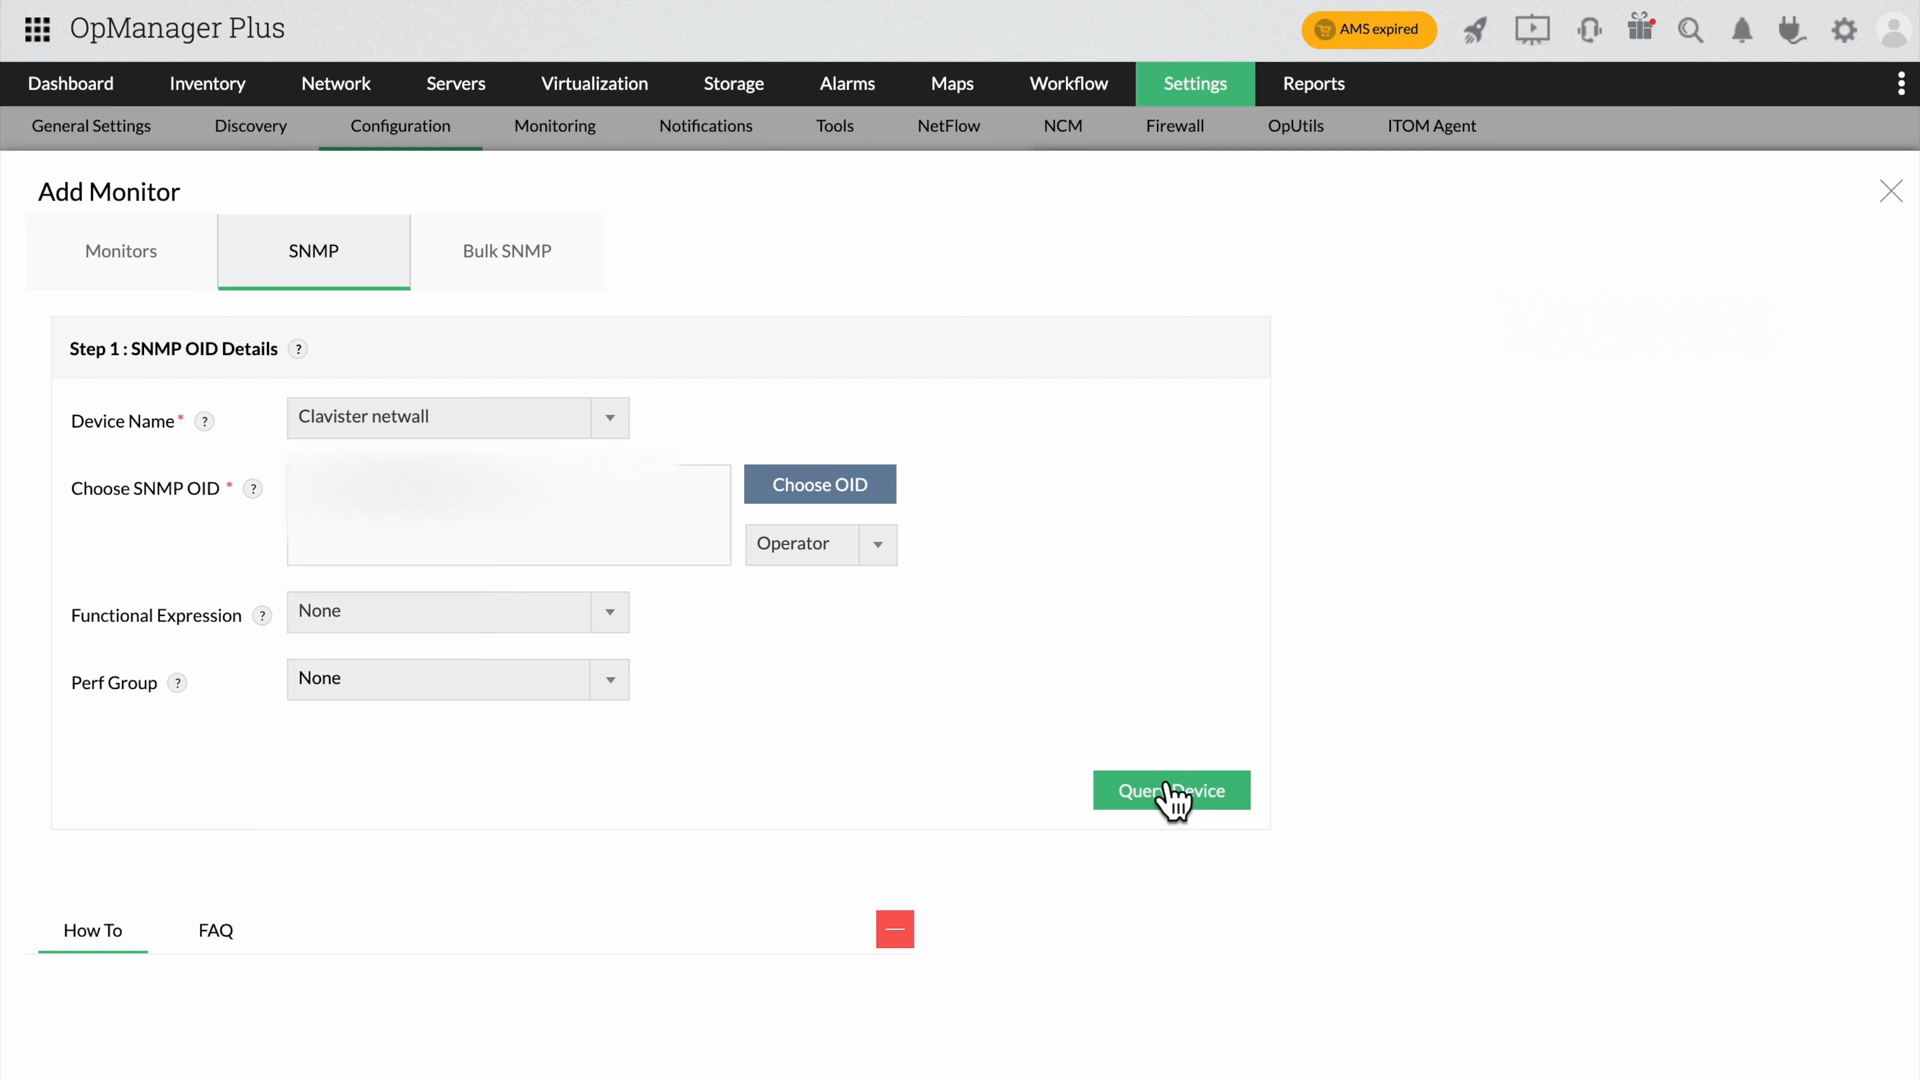 OpManager Plus
AMS expired
Dashboard Inventory Network Servers Virtualization Storage Alarms Maps Workflow Settings Reports
General Settings Discovery Configuration Monitoring Notifications Tools NetFlow NCM Firewall OpUtils ITOM Agent
Add Monitor
Monitors SNMP Bulk SNMP
Step 1 : SNMP OID Details ?
Device Name* ? Clavister netwall
Choose SNMP OID * ? Choose OID
Operator
Functional Expression ? None
Perf Group ? None
Query Device
How To FAQ